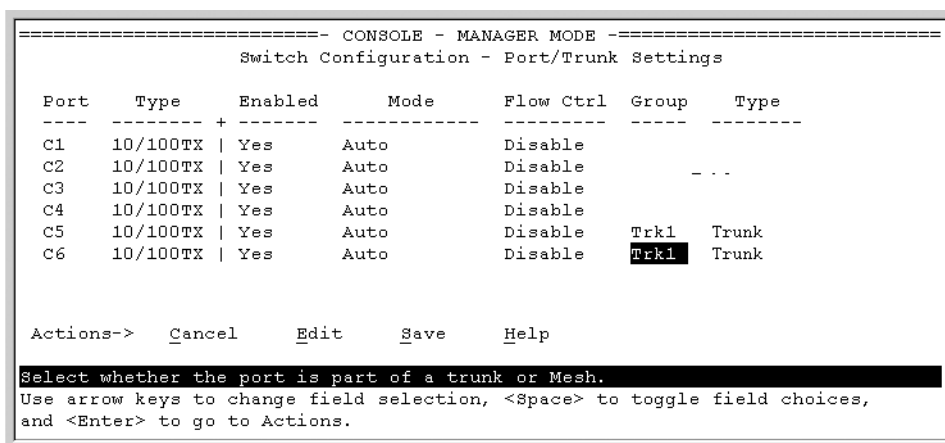 ==========================- CONSOLE - MANAGER MODE -============================
Switch Configuration - Port/Trunk Settings
Port Type Enabled Mode Flow Ctrl Group Type
---- -------- + ------- ------------ --------- ----- --------
C1 10/100TX | Yes Auto Disable
C2 10/100TX | Yes Auto Disable
C3 10/100TX | Yes Auto Disable
C4 10/100TX | Yes Auto Disable
C5 10/100TX | Yes Auto Disable Trk1 Trunk
C6 10/100TX | Yes Auto Disable Trk1 Trunk
Actions-> Cancel Edit Save Help
Select whether the port is part of a trunk or Mesh.
Use arrow keys to change field selection, <Space> to toggle field choices,
and <Enter> to go to Actions.